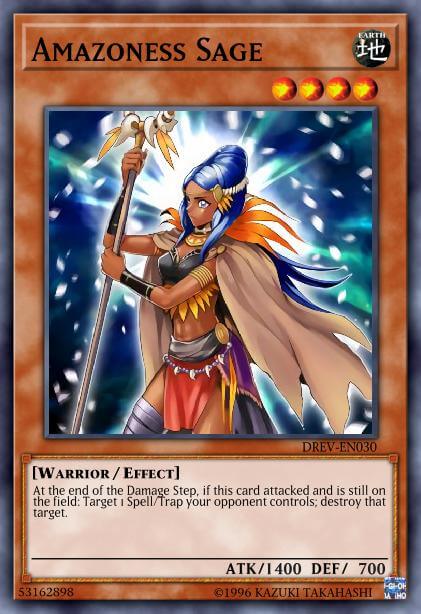 AMAZONESS SAGE
EARTH
地
DREV-EN030
[WARRIOR / EFFECT]
At the end of the Damage Step, if this card attacked and is still on
the field: Target 1 Spell/Trap your opponent controls; destroy that
target.
ATK/1400 DEF/ 700
53162898
©1996 KAZUKI TAKAHASHI